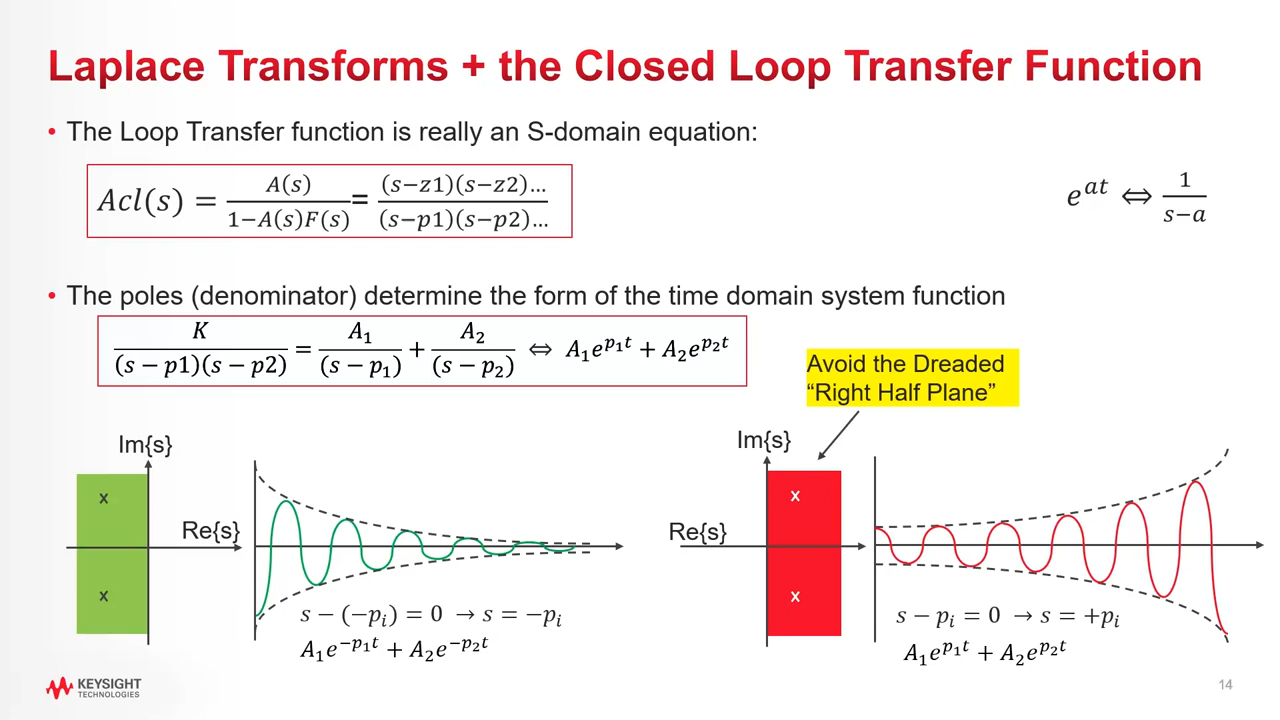 Laplace Transforms + the Closed Loop Transfer Function
• The Loop Transfer function is really an S-domain equation:
Acl(s) = A(s) / 1−A(s)F(s) = (s−z1)(s−z2)... / (s−p1)(s−p2)...
e^{at} ⇔ 1 / s−a
• The poles (denominator) determine the form of the time domain system function
K / (s − p1)(s − p2) = A₁ / (s − p₁) + A₂ / (s − p₂) ⇔ A₁e^{p₁t} + A₂e^{p₂t}
Avoid the Dreaded
“Right Half Plane”
Im{s}
x
Re{s}
x
s − (−pᵢ) = 0 → s = −pᵢ
A₁e^{−p₁t} + A₂e^{−p₂t}
Im{s}
x
Re{s}
x
s − pᵢ = 0 → s = +pᵢ
A₁e^{p₁t} + A₂e^{p₂t}
KEYSIGHT
TECHNOLOGIES
14